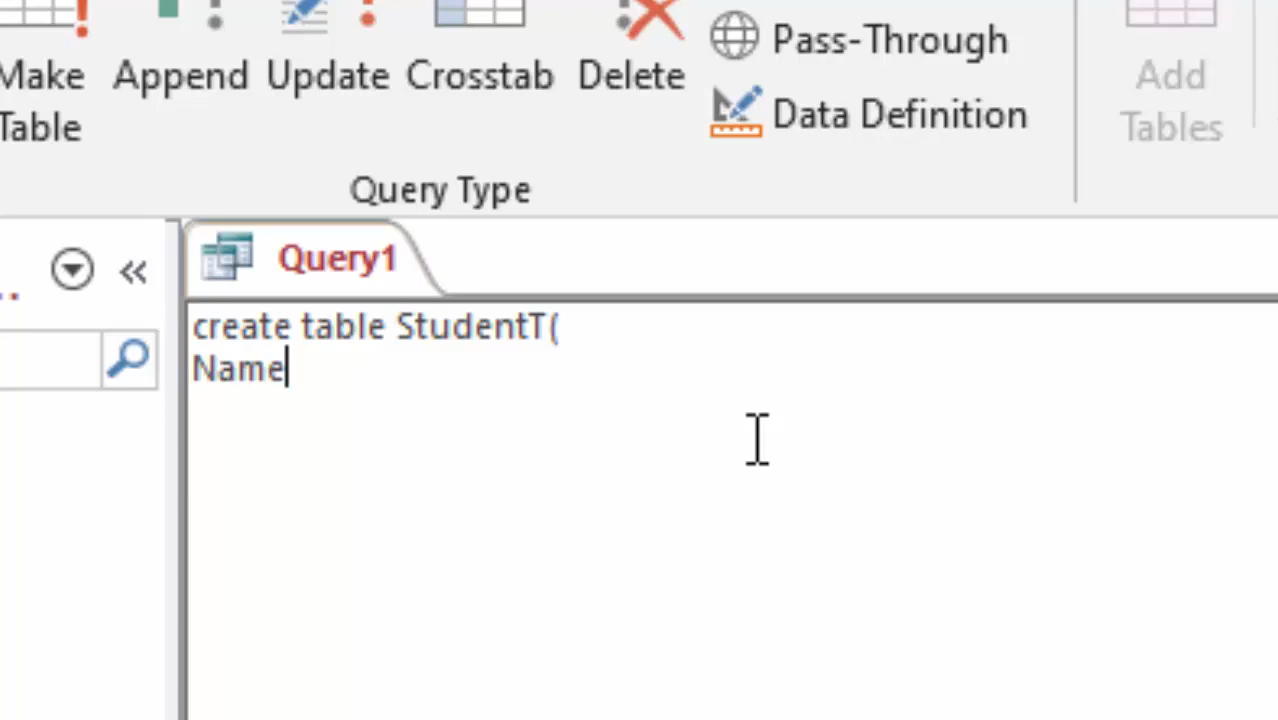 Make Table
Append
Update
Crosstab
Delete
Pass-Through
Data Definition
Add Tables
Query Type
Query1
create table StudentT(
Name